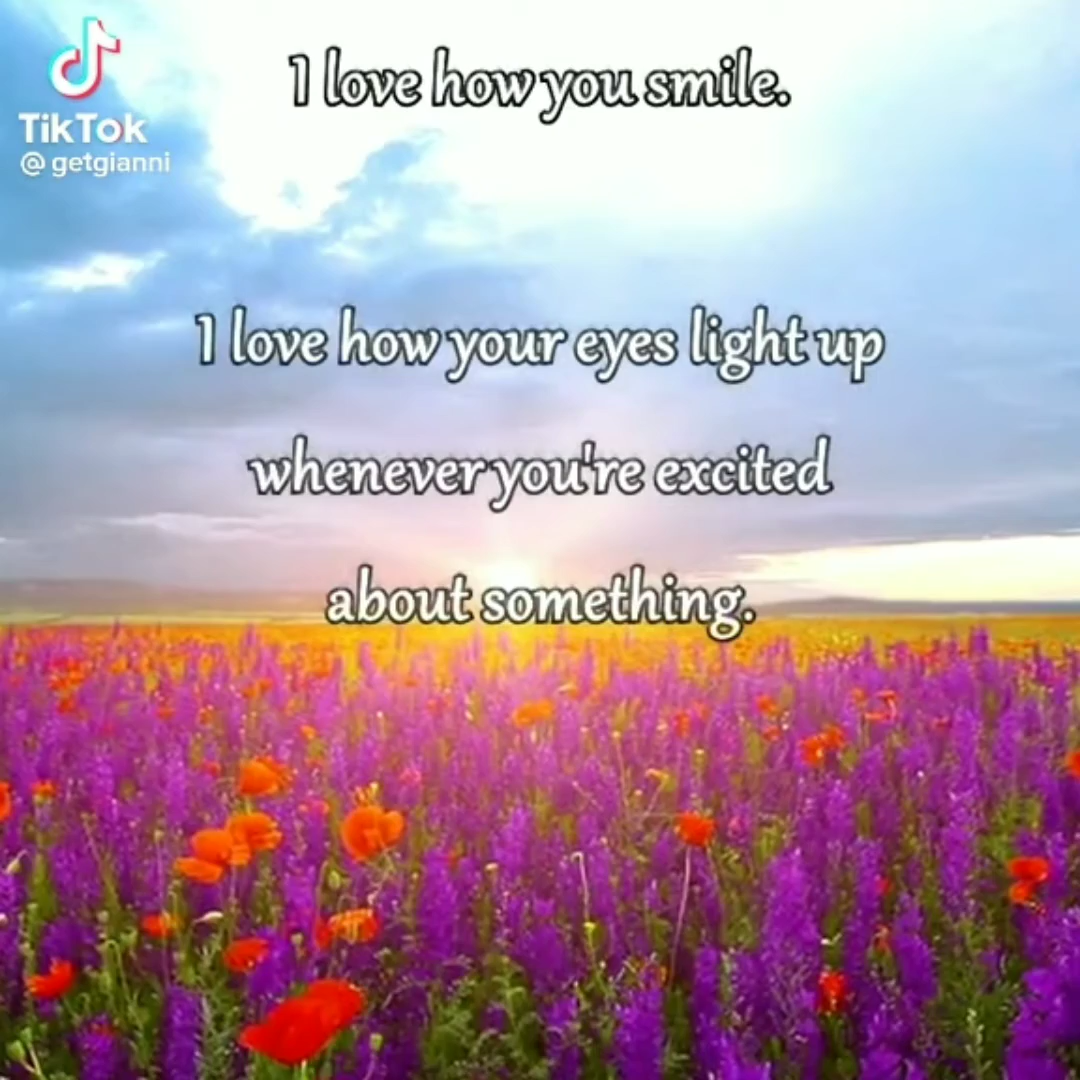 I love how you smile.
TikTok
@getgianni
I love how your eyes light up
whenever you're excited
about something.